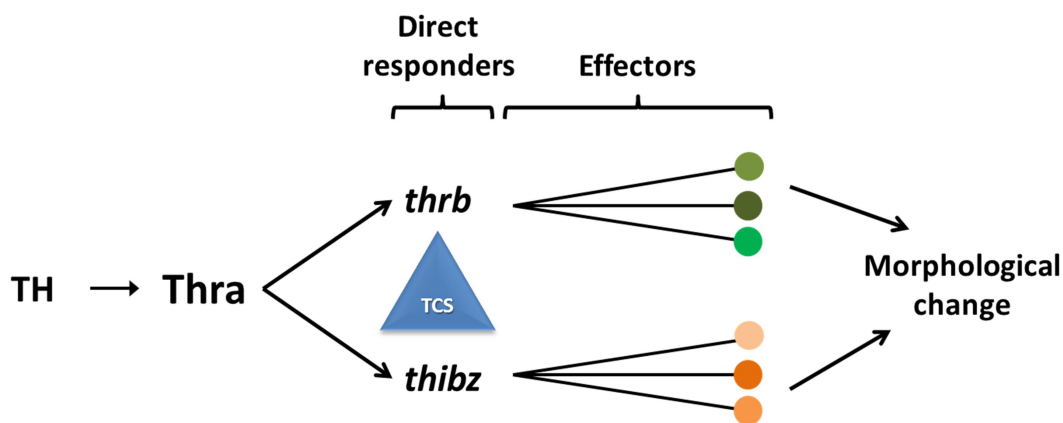 Direct
responders
Effectors
thrb
TH
Thra
TCS
Morphological
change
thibz